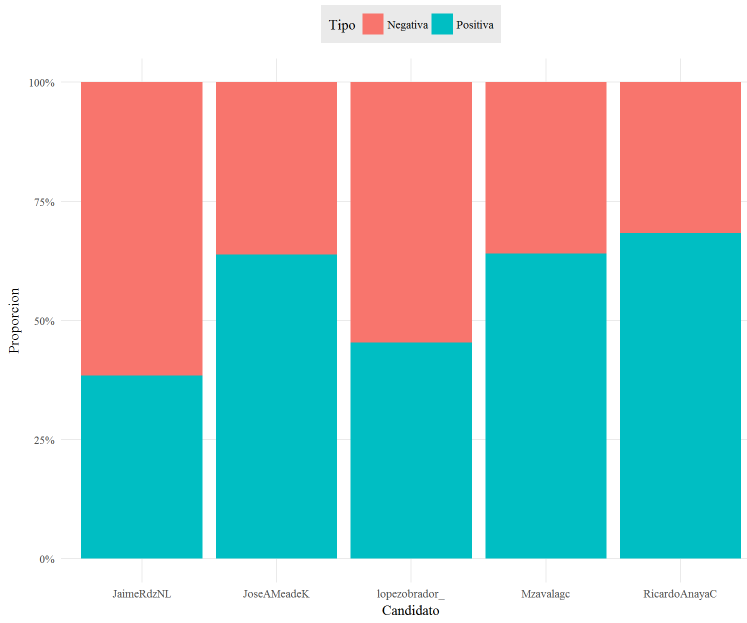 Tipo Negativa Positiva
100%
75%
50%
25%
0%
Proporcion
JaimeRdzNL JoseAMeadeK lopezobrador_ Mzavalagc RicardoAnayaC
Candidato